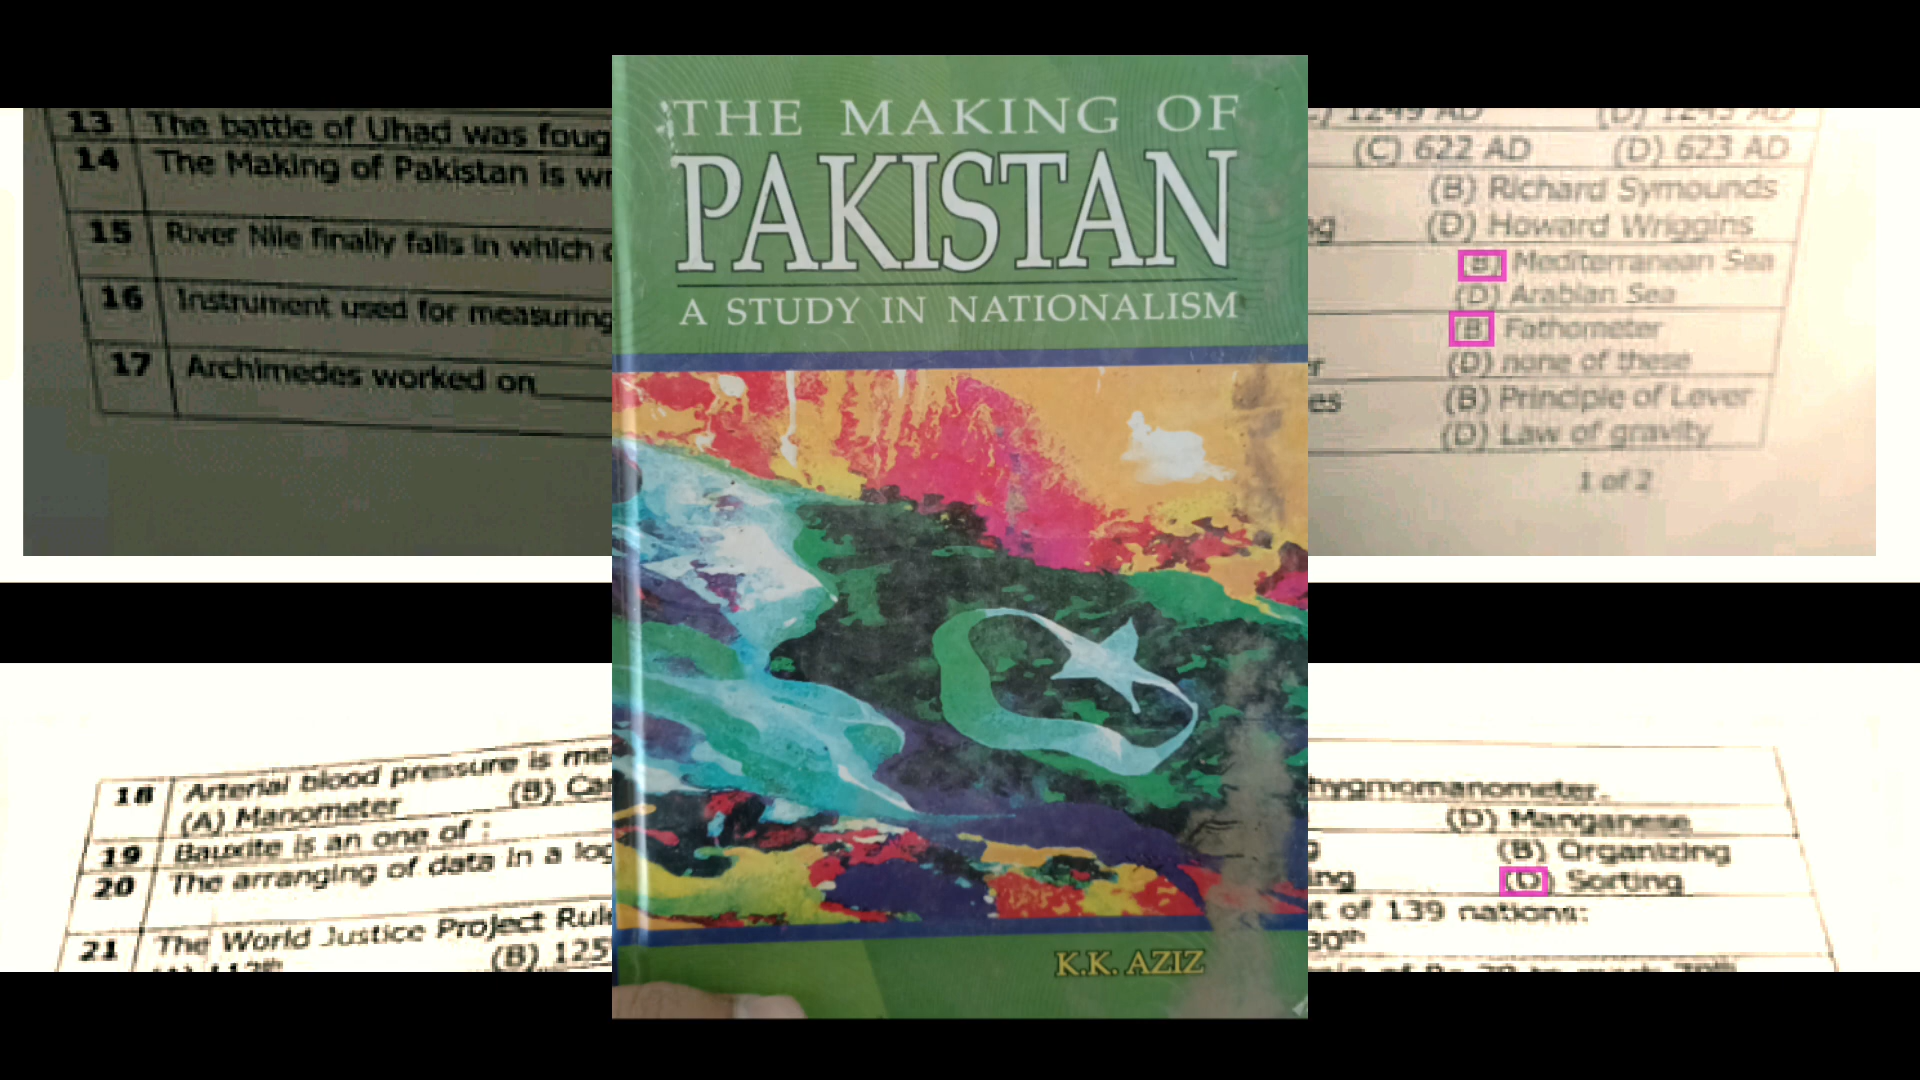 THE MAKING OF
PAKISTAN
A STUDY IN NATIONALISM
K.K. AZIZ
13 The battle of Uhad was foug
14 The Making of Pakistan is wr
15 River Nile finally falls in which
16 Instrument used for measuring
17 Archimedes worked on
(C) 622 AD (D) 623 AD
(B) Richard Symounds
(D) Howard Wriggins
(B) Mediterranean Sea
(D) Arabian Sea
(B) Fathometer
(D) none of these
es (B) Principle of Lever
(D) Law of gravity
1 of 2
18 Arterial blood pressure is me
(A) Manometer (B) Ca
hygmomanometer.
19 Bauxite is an one of :
(D) Manganese
20 The arranging of data in a log
(B) Organizing
ing (D) Sorting
21 The World Justice Project Rul
t of 139 nations:
(B) 125
30th